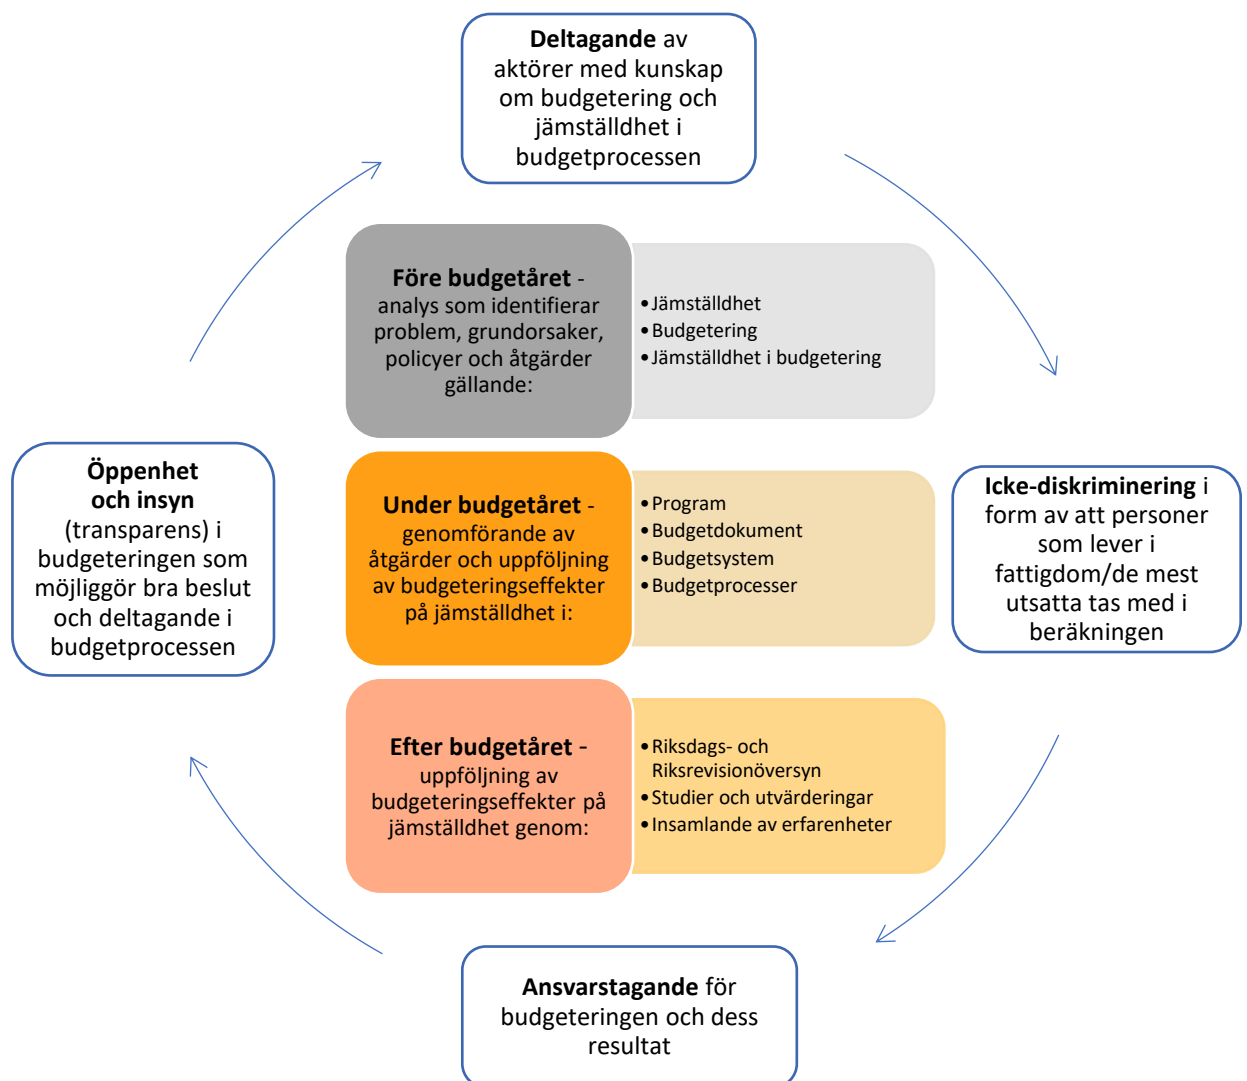 Deltagande av
aktörer med kunskap
om budgetering och
jämställdhet i
budgetprocessen
Före budgetåret -
analys som identifierar
problem, grundorsaker,
policyer och åtgärder
gällande:
• Jämställdhet
• Budgetering
• Jämställdhet i budgetering
Öppenhet
och insyn
(transparens) i
budgeteringen som
möjliggör bra beslut
och deltagande i
budgetprocessen
Under budgetåret -
genomförande av
åtgärder och uppföljning
av budgeteringseffekter
på jämställdhet i:
• Program
• Budgetdokument
• Budgetsystem
• Budgetprocesser
Icke-diskriminering i
form av att personer
som lever i
fattigdom/de mest
utsatta tas med i
beräkningen
Efter budgetåret -
uppföljning av
budgeteringseffekter på
jämställdhet genom:
• Riksdags- och
Riksrevisionöversyn
• Studier och utvärderingar
• Insamlande av erfarenheter
Ansvarstagande för
budgeteringen och dess
resultat